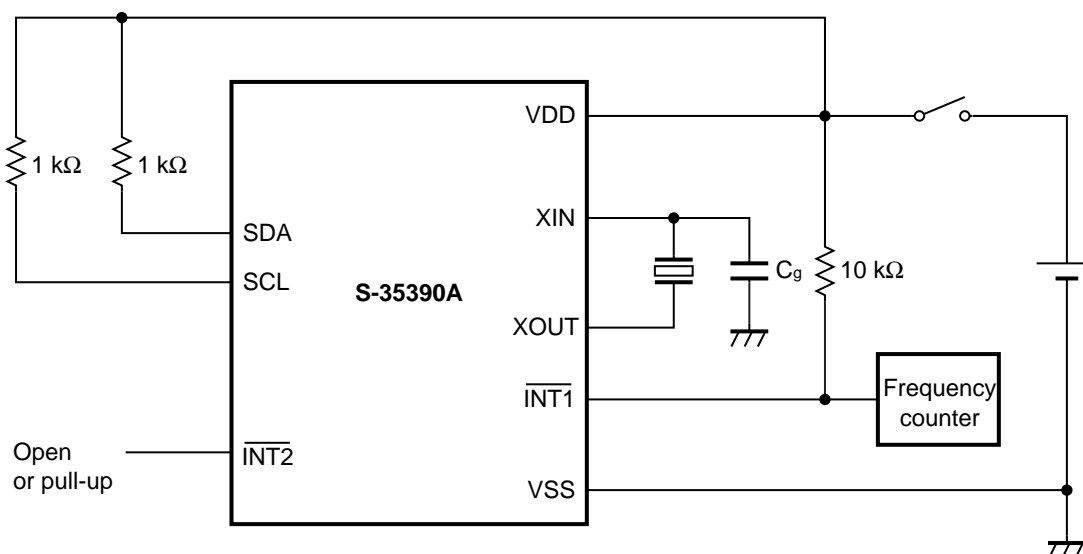 VDD
1 kΩ
1 kΩ
XIN
SDA
Cg
10 kΩ
SCL
S-35390A
XOUT
INT1
Frequency
counter
Open
or pull-up
INT2
VSS